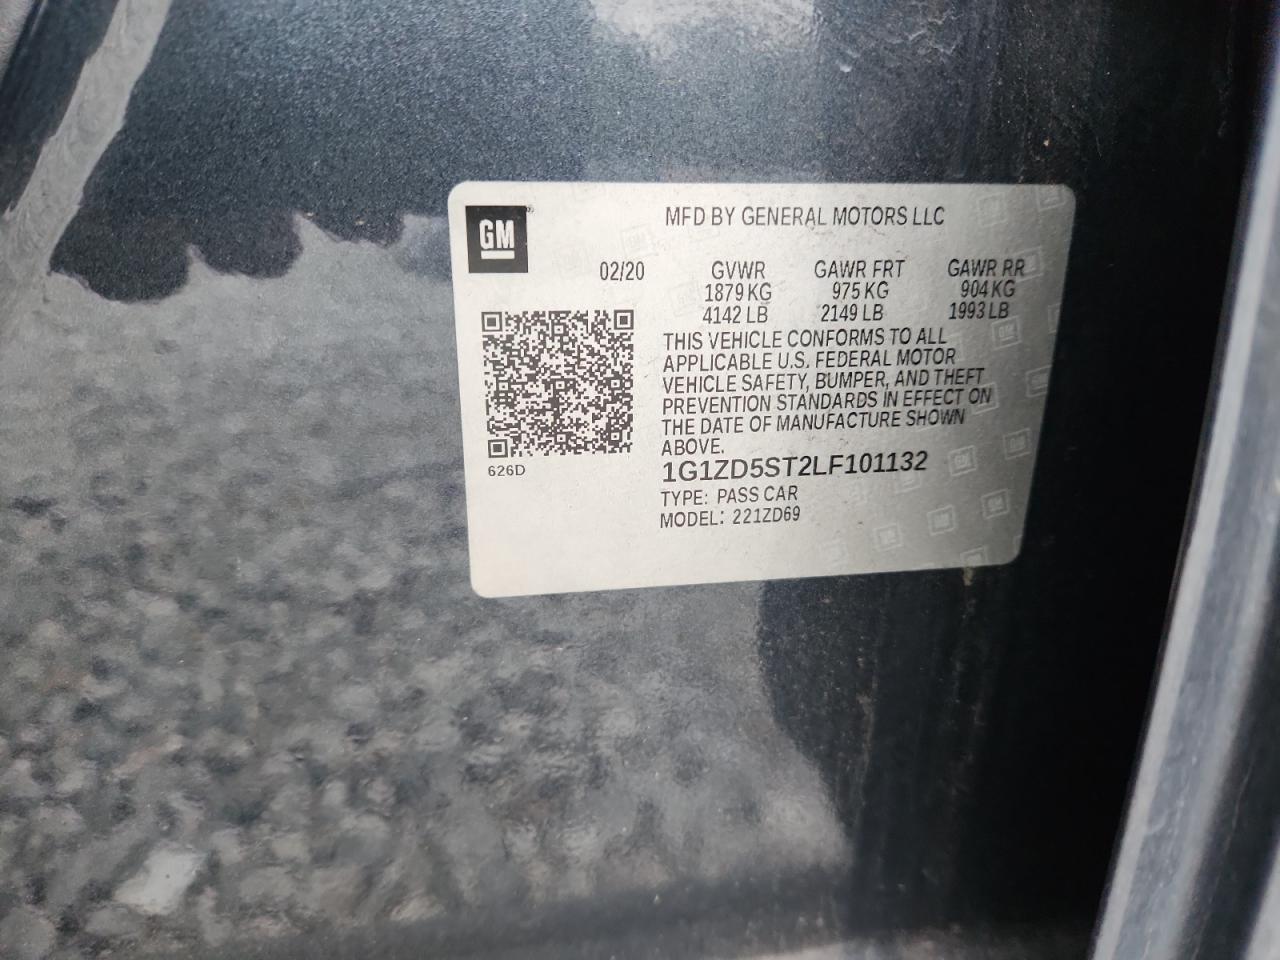 GM
MFD BY GENERAL MOTORS LLC
02/20 GVWR GAWR FRT GAWR RR
1879 KG 975 KG 904 KG
4142 LB 2149 LB 1993 LB
THIS VEHICLE CONFORMS TO ALL
APPLICABLE U.S. FEDERAL MOTOR
VEHICLE SAFETY, BUMPER, AND THEFT
PREVENTION STANDARDS IN EFFECT ON
THE DATE OF MANUFACTURE SHOWN
ABOVE.
626D
1G1ZD5ST2LF101132
TYPE: PASS CAR
MODEL: 221ZD69